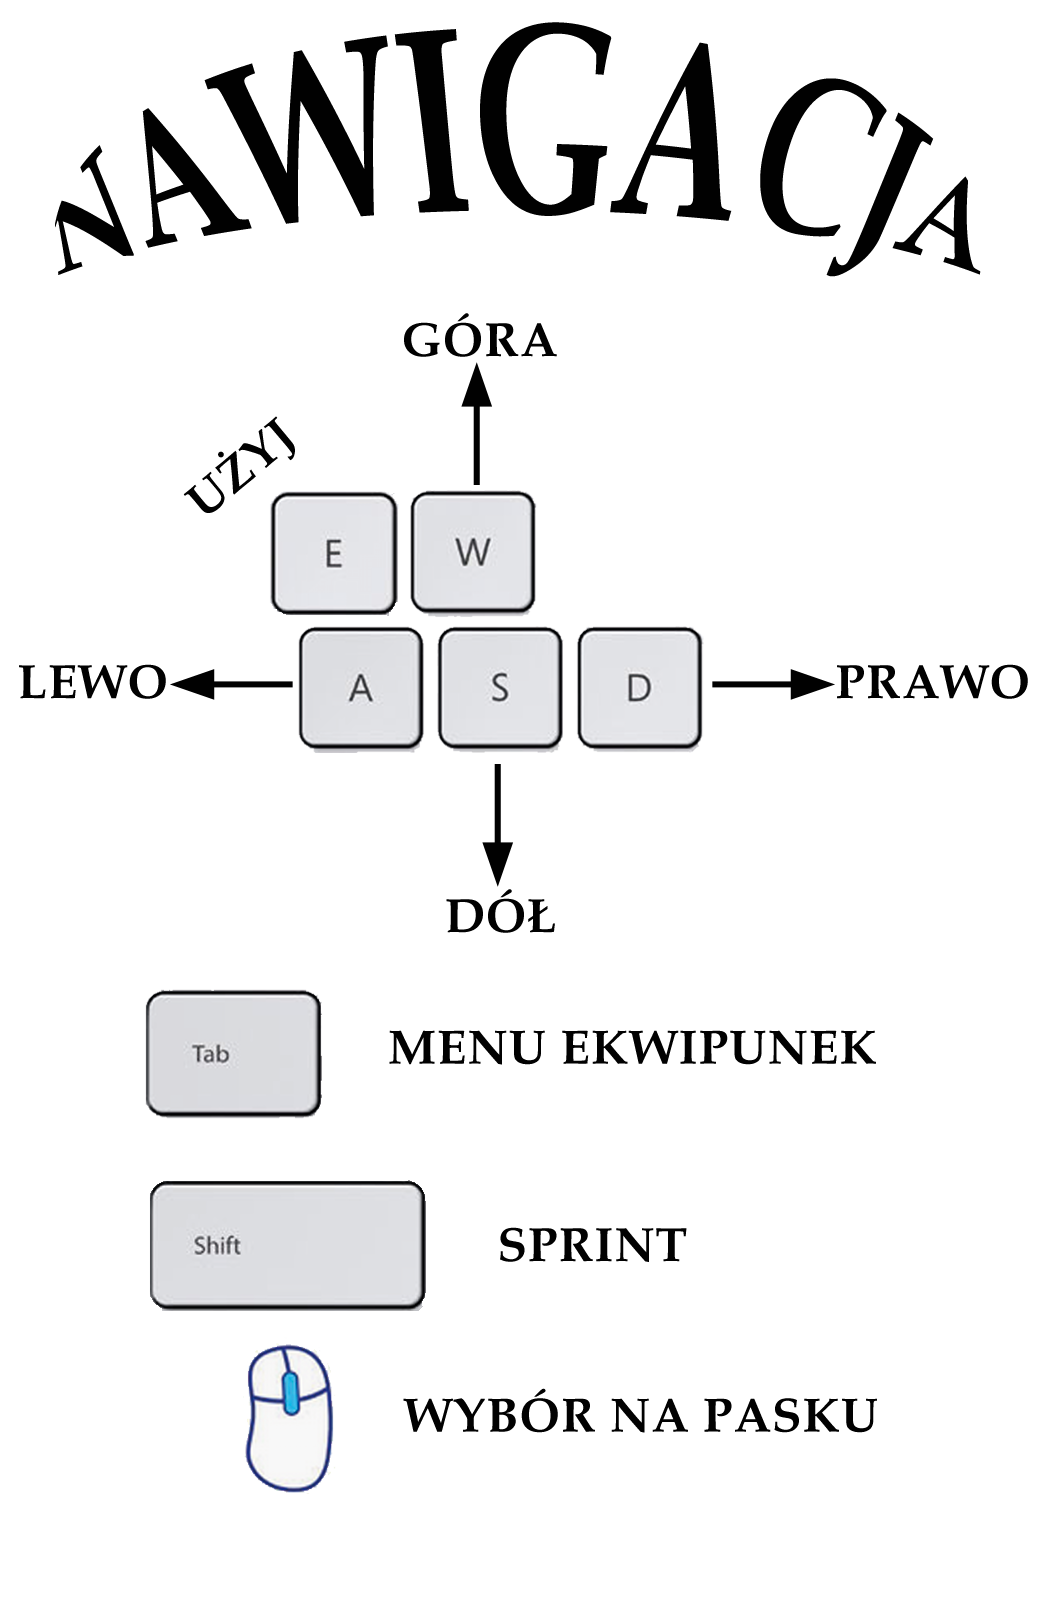 NAWIGACJA
GÓRA
UŻYJ
E W
LEWO A S D PRAWO
DÓŁ
Tab MENU EKWIPUNEK
Shift SPRINT
WYBÓR NA PASKU